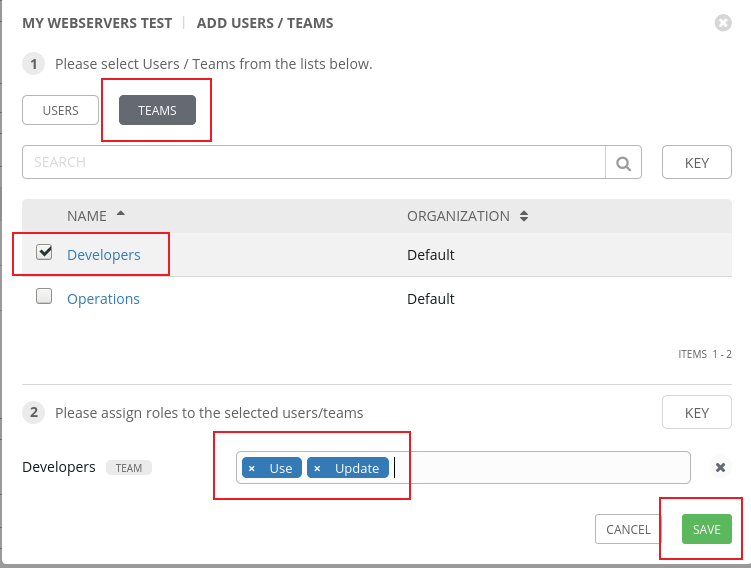 MY WEBSERVERS TEST | ADD USERS / TEAMS
1 Please select Users / Teams from the lists below.
USERS TEAMS
SEARCH KEY
NAME ORGANIZATION
Developers Default
Operations Default
ITEMS 1 - 2
2 Please assign roles to the selected users/teams KEY
Developers TEAM × Use × Update
CANCEL SAVE